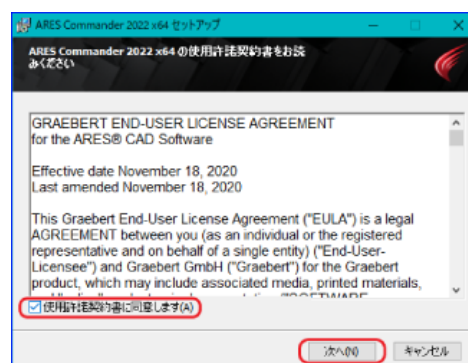 ARES Commander 2022 x64 セットアップ
ARES Commander 2022 x64 の使用許諾契約書をお読
みください
GRAEBERT END-USER LICENSE AGREEMENT
for the ARES® CAD Software
Effective date November 18, 2020
Last amended November 18, 2020
This Graebert End-User License Agreement ("EULA") is a legal
AGREEMENT between you (as an individual or the registered
representative and on behalf of a single entity) ("End-User-
Licensee") and Graebert GmbH ("Graebert") for the Graebert
product, which may include associated media, printed materials,
使用許諾契約書に同意します(A)
次へ(N)
キャンセル